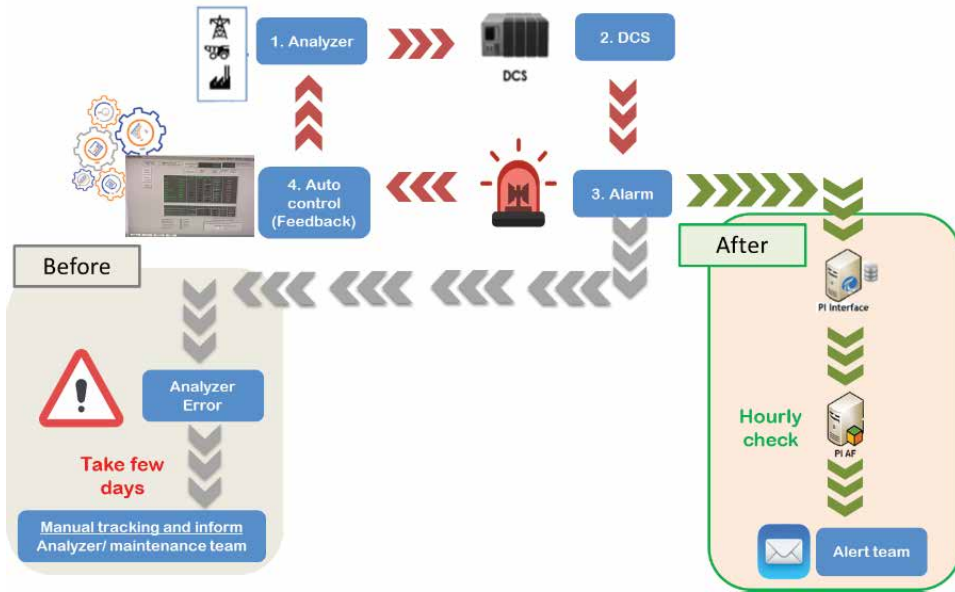 1. Analyzer
DCS
2. DCS
4. Auto
control
(Feedback)
3. Alarm
Before
After
PI Interface
Analyzer
Error
Hourly
check
PI AF
Take few
days
Manual tracking and inform
Analyzer/ maintenance team
Alert team